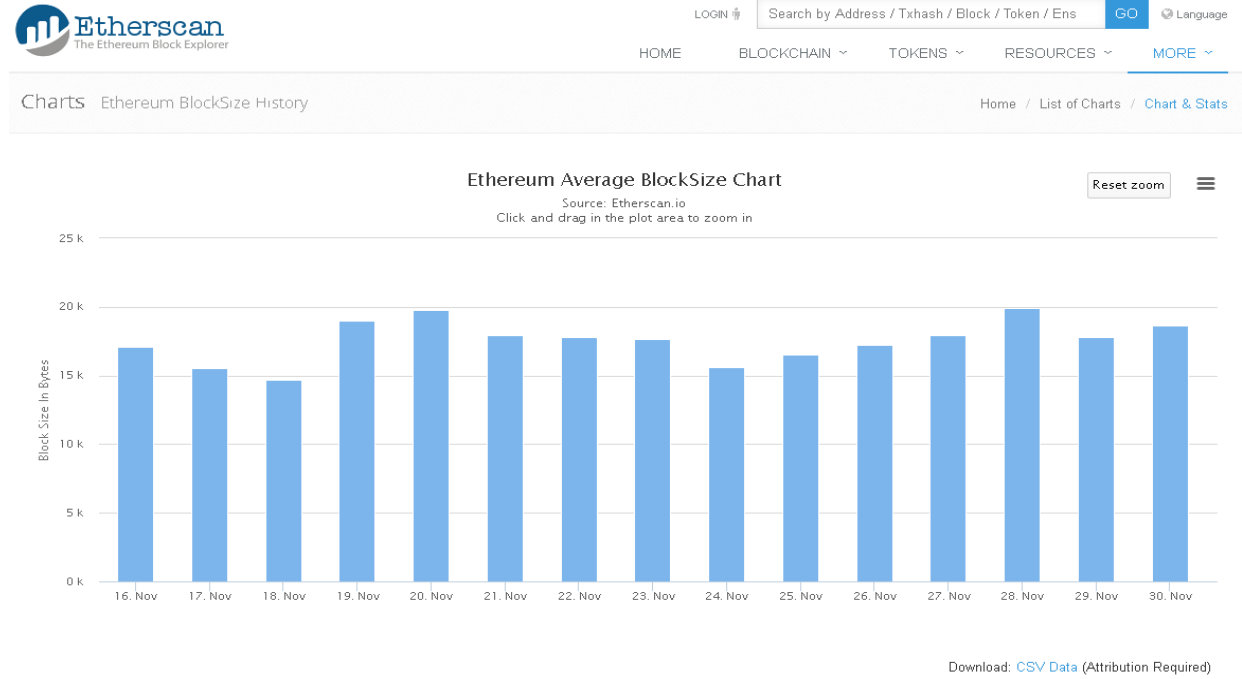 Etherscan
The Ethereum Block Explorer
LOGIN
Search by Address / Txhash / Block / Token / Ens
GO
Language
HOME BLOCKCHAIN TOKENS RESOURCES MORE
Charts Ethereum BlockSize History
Home / List of Charts / Chart & Stats
Ethereum Average BlockSize Chart
Source: Etherscan.io
Click and drag in the plot area to zoom in
Reset zoom
Block Size In Bytes
25 k
20 k
15 k
10 k
5 k
0 k
16. Nov 17. Nov 18. Nov 19. Nov 20. Nov 21. Nov 22. Nov 23. Nov 24. Nov 25. Nov 26. Nov 27. Nov 28. Nov 29. Nov 30. Nov
Download: CSV Data (Attribution Required)